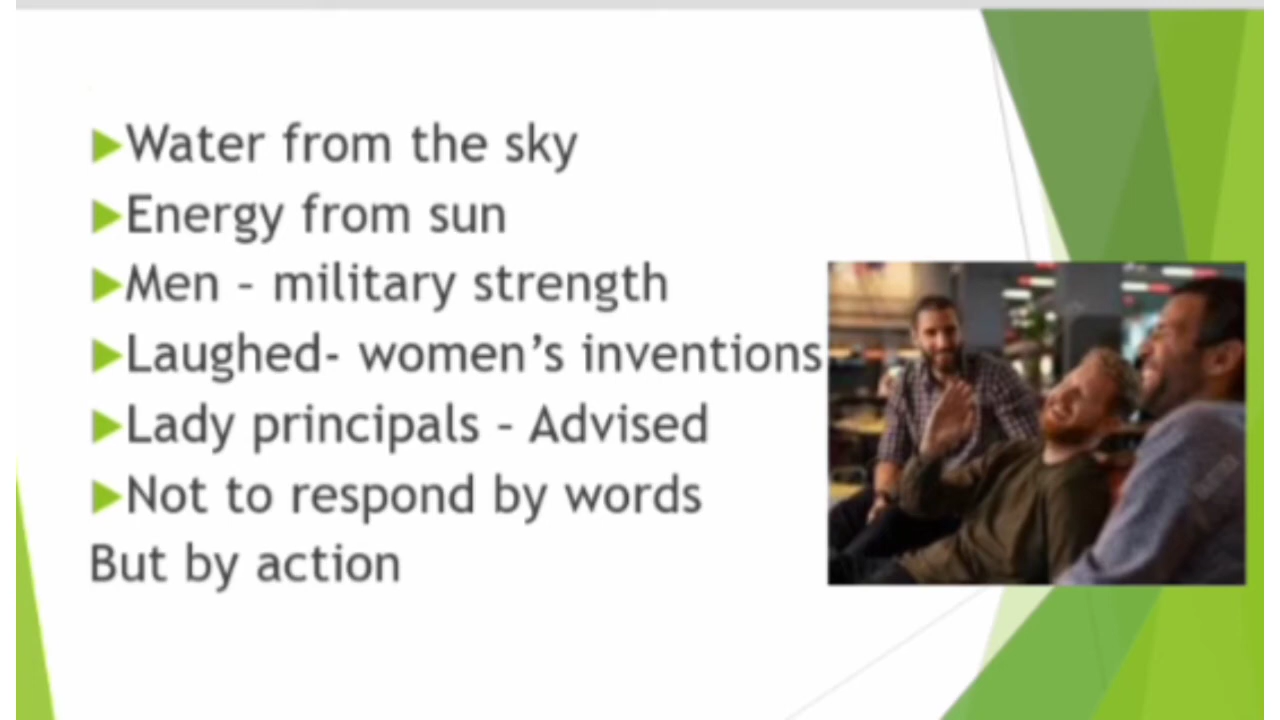 Water from the sky
Energy from sun
Men – military strength
Laughed- women’s inventions
Lady principals – Advised
Not to respond by words
But by action